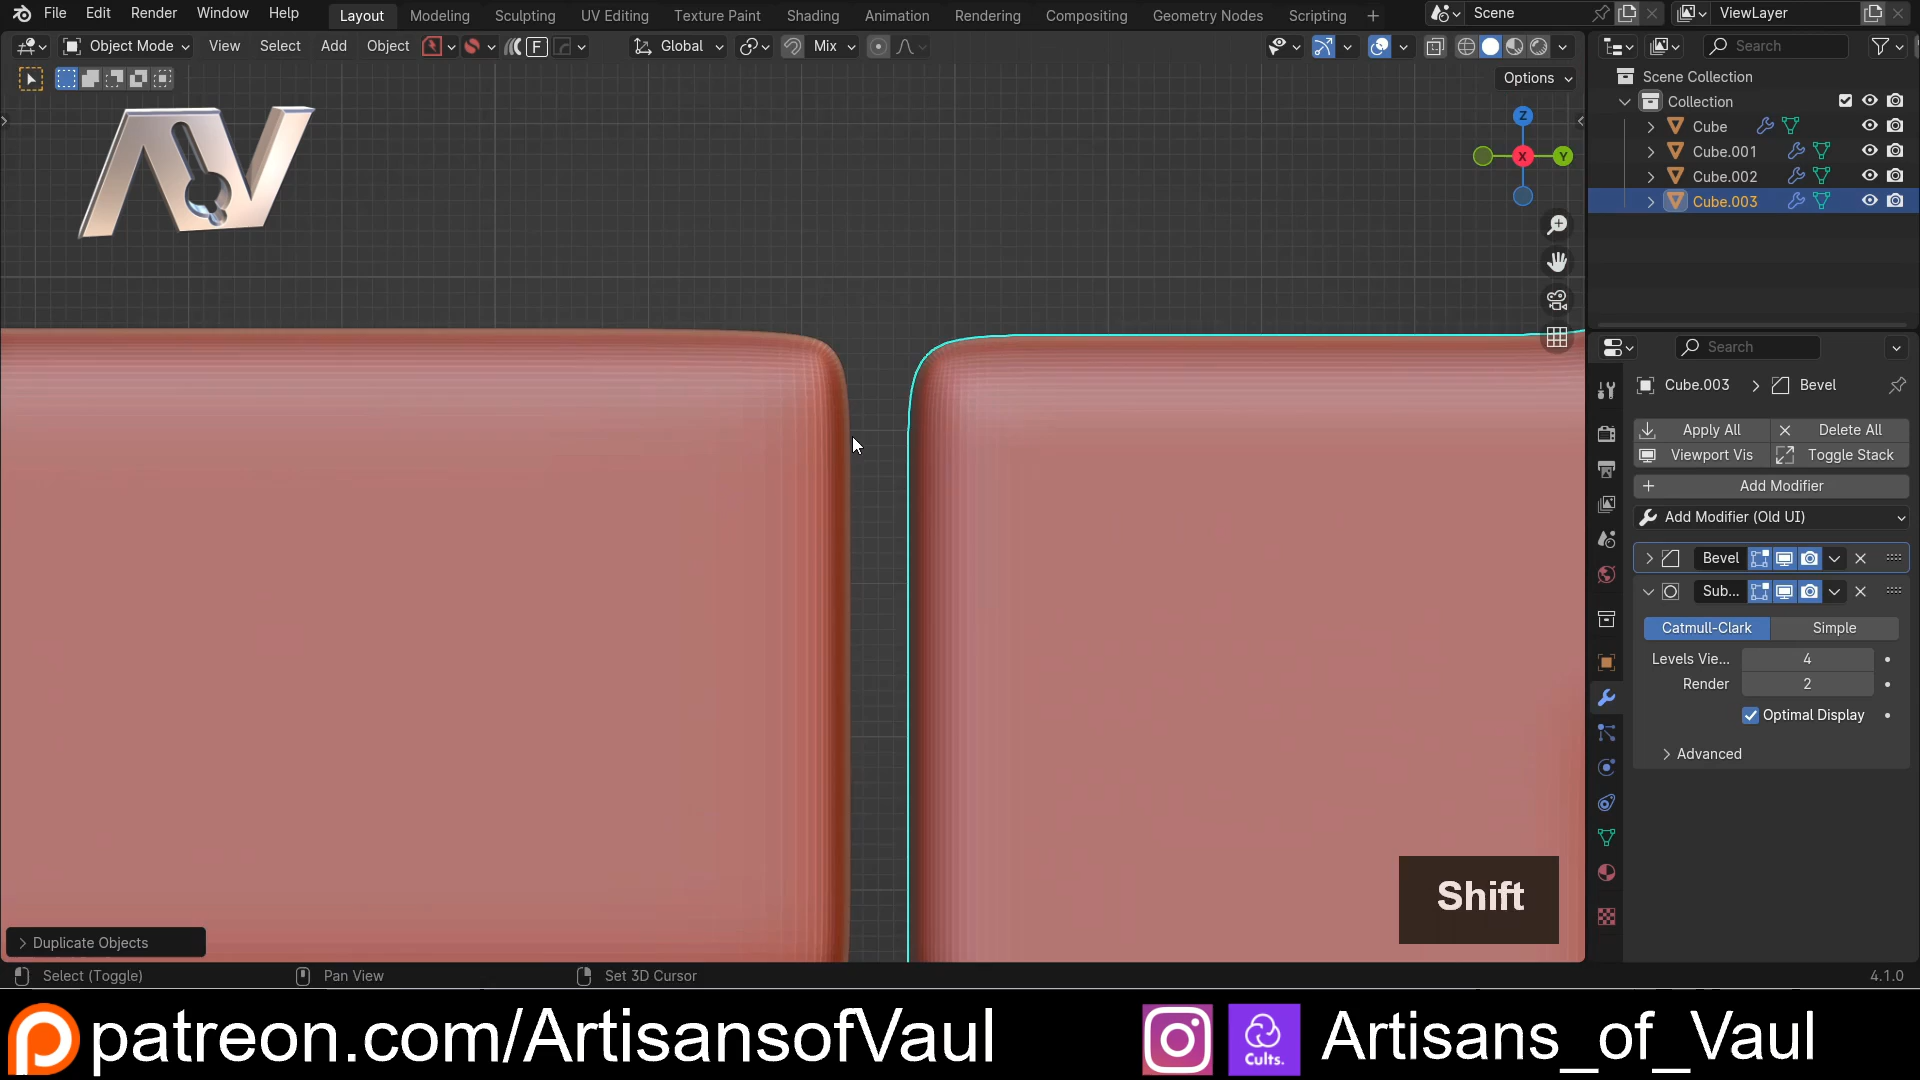 File Edit Render Window Help Layout Modeling Sculpting UV Editing Texture Paint Shading Animation Rendering Compositing Geometry Nodes Scripting + Scene ViewLayer
Object Mode View Select Add Object F Global Mix Search
Options
Scene Collection
Collection
Cube
Cube.001
Cube.002
Cube.003
AV
Z
X Y
Search
Cube.003 > Bevel
Apply All Delete All
Viewport Vis Toggle Stack
Add Modifier
Add Modifier (Old UI)
Bevel
Sub...
Catmull-Clark Simple
Levels Vie... 4
Render 2
Optimal Display
Advanced
Shift
Duplicate Objects
Select (Toggle) Pan View Set 3D Cursor 4.1.0
patreon.com/ArtisansofVaul Cults. Artisans_of_Vaul